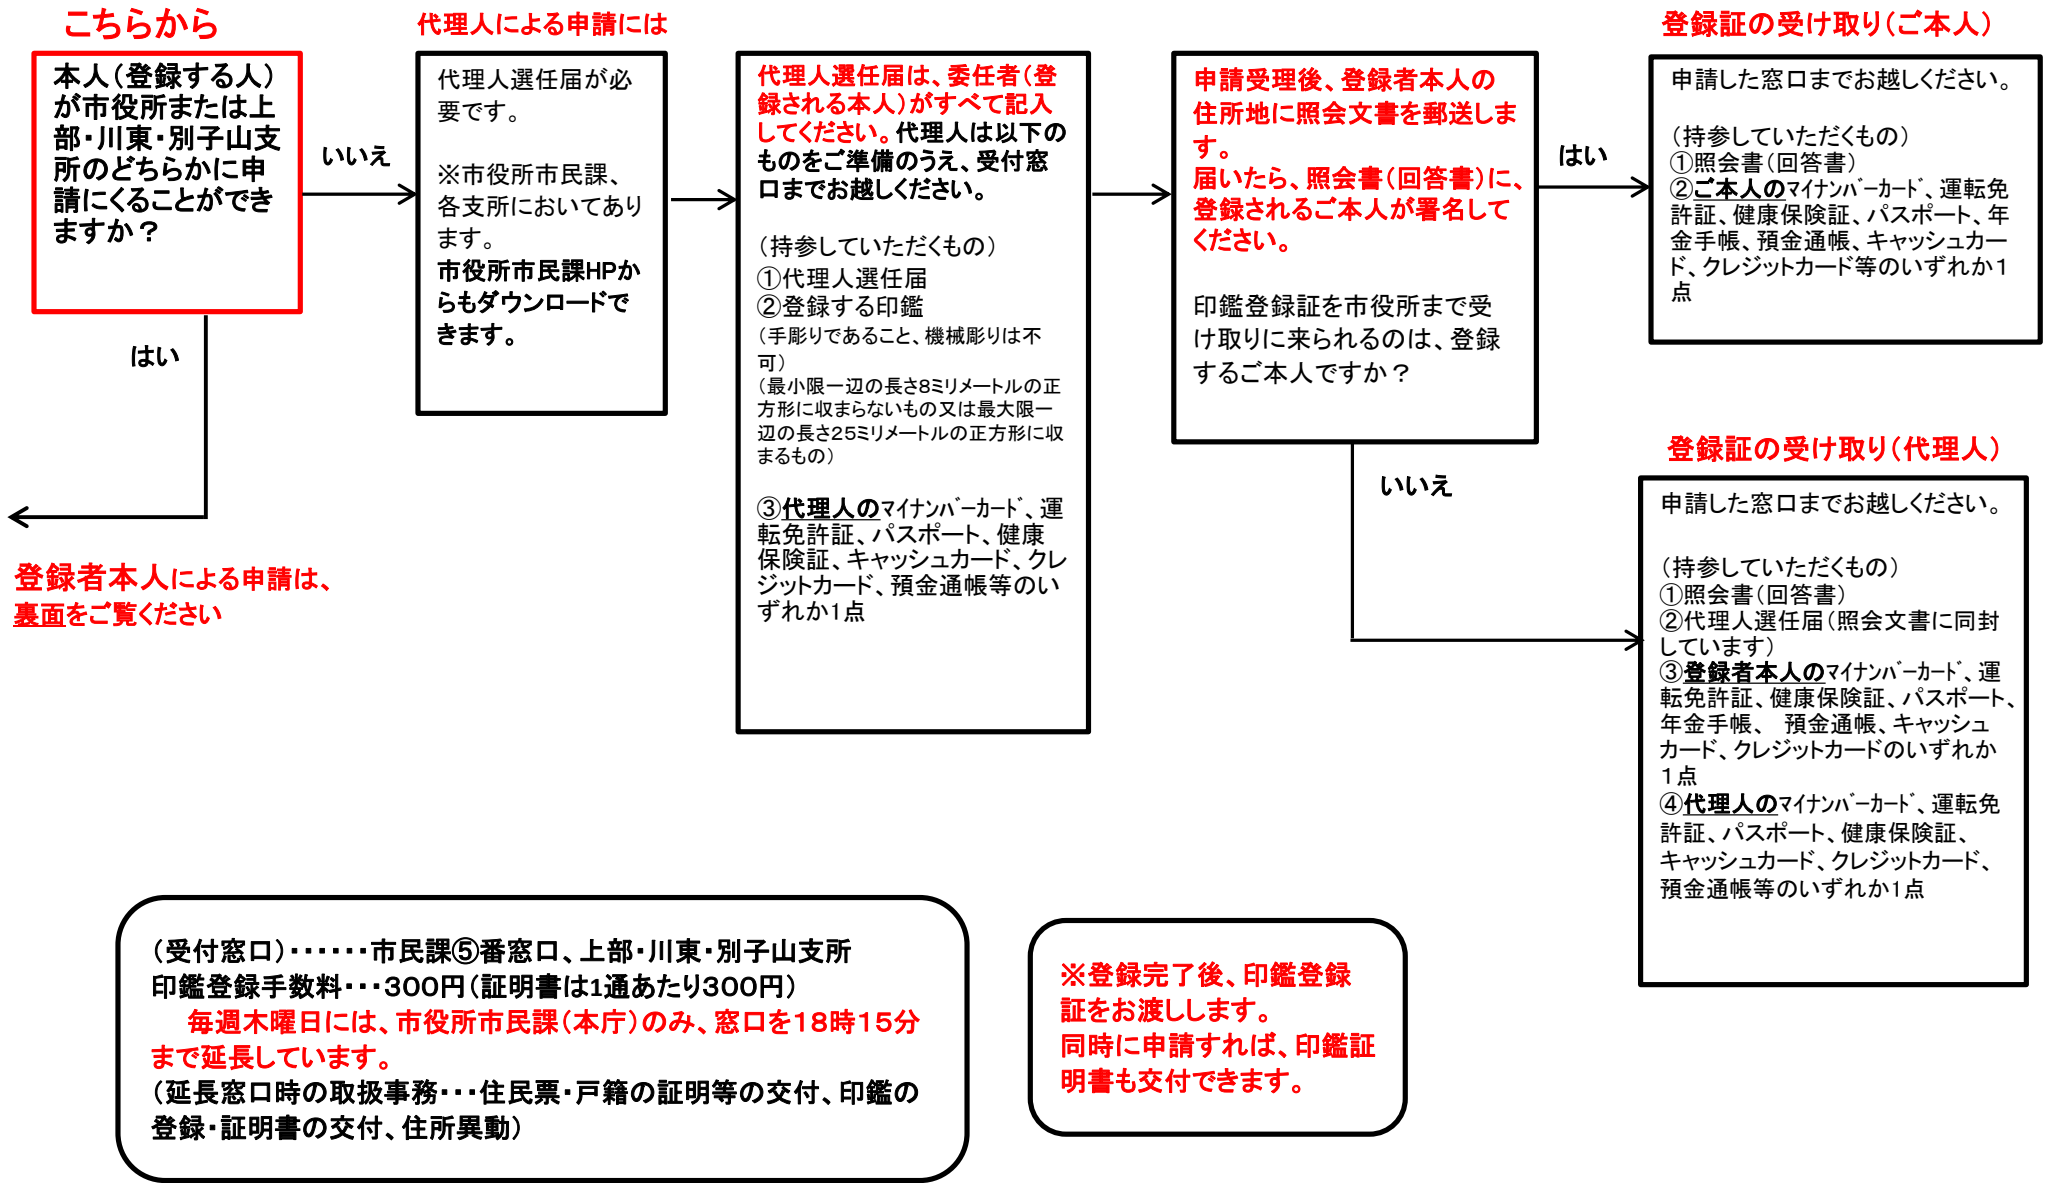 こちらから
本人（登録する人）
が市役所または上
部・川東・別子山支
所のどちらかに申
請にくることができ
ますか？
いいえ
はい
登録者本人による申請は、
裏面をご覧ください
代理人による申請には
代理人選任届が必
要です。
※市役所市民課、
各支所においてあり
ます。
市役所市民課HPか
らもダウンロードで
きます。
代理人選任届は、委任者（登
録される本人）がすべて記入
してください。代理人は以下の
ものをご準備のうえ、受付窓
口までお越しください。
（持参していただくもの）
①代理人選任届
②登録する印鑑
（手彫りであること、機械彫りは不
可）
（最小限一辺の長さ8ミリメートルの正
方形に収まらないもの又は最大限一
辺の長さ25ミリメートルの正方形に収
まるもの）
③代理人のマイナンバーカード、運
転免許証、パスポート、健康
保険証、キャッシュカード、クレ
ジットカード、預金通帳等のい
ずれか1点
申請受理後、登録者本人の
住所地に照会文書を郵送しま
す。
届いたら、照会書（回答書）に、
登録されるご本人が署名して
ください。
印鑑登録証を市役所まで受
け取りに来られるのは、登録
するご本人ですか？
はい
いいえ
登録証の受け取り（ご本人）
申請した窓口までお越しください。
（持参していただくもの）
①照会書（回答書）
②ご本人のマイナンバーカード、運転免
許証、健康保険証、パスポート、年
金手帳、預金通帳、キャッシュカー
ド、クレジットカード等のいずれか１
点
登録証の受け取り（代理人）
申請した窓口までお越しください。
（持参していただくもの）
①照会書（回答書）
②代理人選任届（照会文書に同封
しています）
③登録者本人のマイナンバーカード、運
転免許証、健康保険証、パスポート、
年金手帳、　預金通帳、キャッシュ
カード、クレジットカードのいずれか
１点
④代理人のマイナンバーカード、運転免
許証、パスポート、健康保険証、
キャッシュカード、クレジットカード、
預金通帳等のいずれか1点
（受付窓口）・・・・・・市民課⑤番窓口、上部・川東・別子山支所
印鑑登録手数料・・・３００円（証明書は1通あたり３００円）
毎週木曜日には、市役所市民課（本庁）のみ、窓口を１８時１５分
まで延長しています。
（延長窓口時の取扱事務・・・住民票・戸籍の証明等の交付、印鑑の
登録・証明書の交付、住所異動）
※登録完了後、印鑑登録
証をお渡しします。
同時に申請すれば、印鑑証
明書も交付できます。